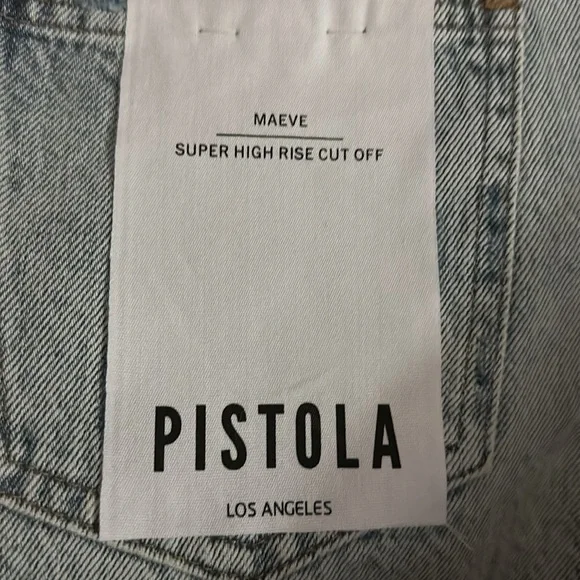 MAEVE
SUPER HIGH RISE CUT OFF
PISTOLA
LOS ANGELES